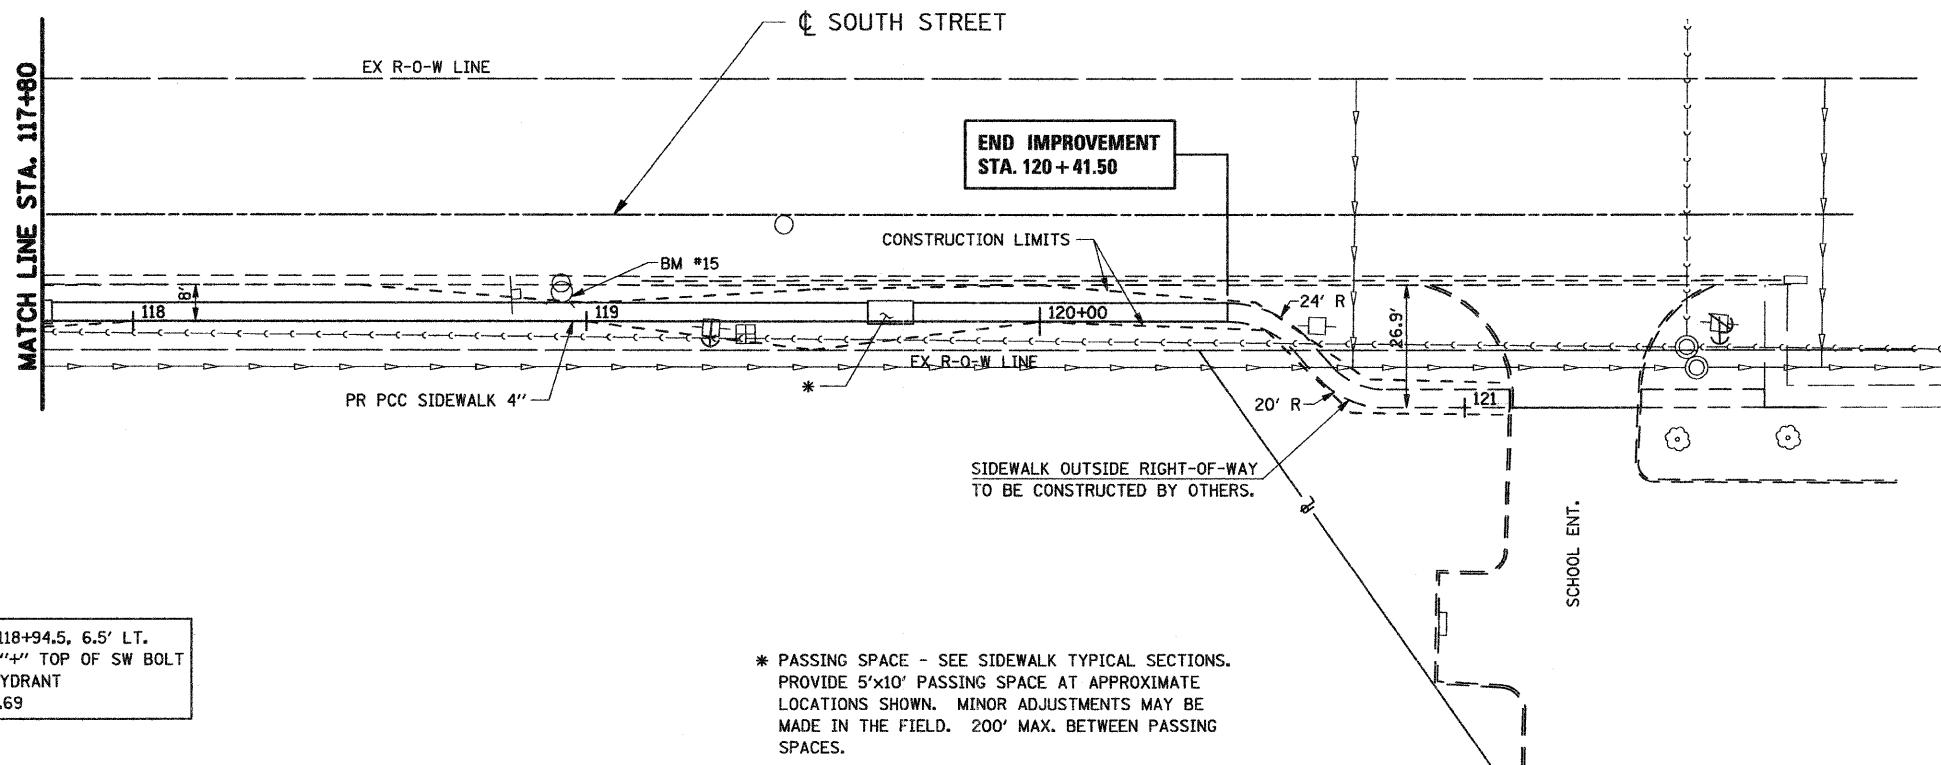 ℄ SOUTH STREET
EX R-O-W LINE
MATCH LINE STA. 117+80
END IMPROVEMENT
STA. 120+41.50
CONSTRUCTION LIMITS
BM #15
8'
118
119
120+00
24' R
26.9'
EX R-O-W LINE
*
PR PCC SIDEWALK 4"
20' R
121
SIDEWALK OUTSIDE RIGHT-OF-WAY
TO BE CONSTRUCTED BY OTHERS.
P
SCHOOL ENT.
118+94.5, 6.5' LT.
"+" TOP OF SW BOLT
YDRANT
.69
* PASSING SPACE - SEE SIDEWALK TYPICAL SECTIONS.
PROVIDE 5'x10' PASSING SPACE AT APPROXIMATE
LOCATIONS SHOWN. MINOR ADJUSTMENTS MAY BE
MADE IN THE FIELD. 200' MAX. BETWEEN PASSING
SPACES.